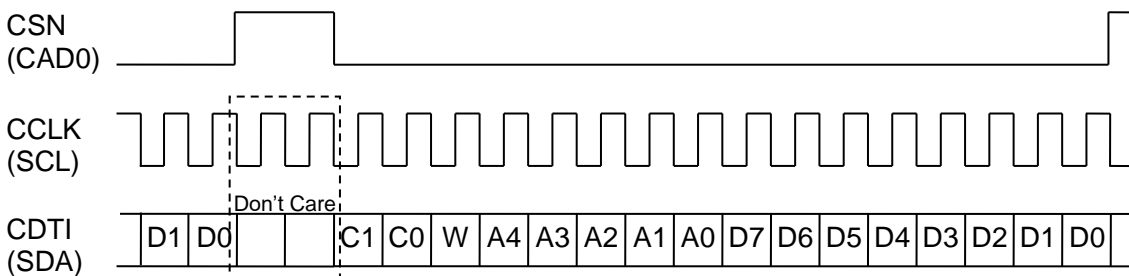 CSN
(CAD0)
CCLK
(SCL)
Don't Care
CDTI
(SDA)
D1 D0 C1 C0 W A4 A3 A2 A1 A0 D7 D6 D5 D4 D3 D2 D1 D0